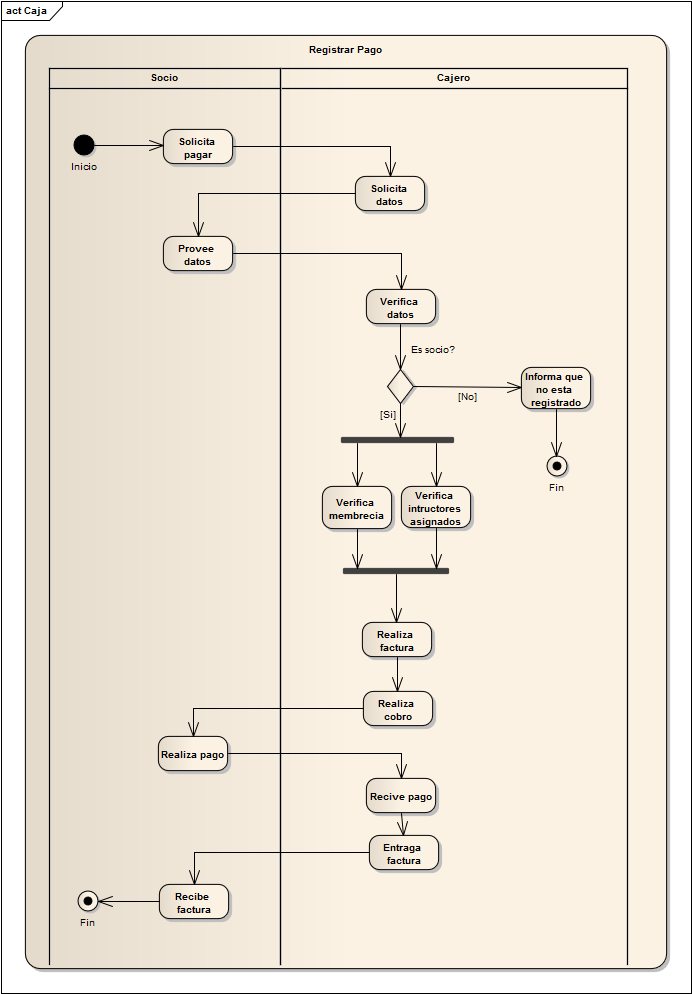 act Caja
Registrar Pago
Socio
Cajero
Inicio
Solicita
pagar
Solicita
datos
Provee
datos
Verifica
datos
Es socio?
[No]
Informa que
no esta
registrado
[Si]
Fin
Verifica
membrecia
Verifica
intructores
asignados
Realiza
factura
Realiza
cobro
Realiza pago
Recive pago
Entraga
factura
Recibe
factura
Fin